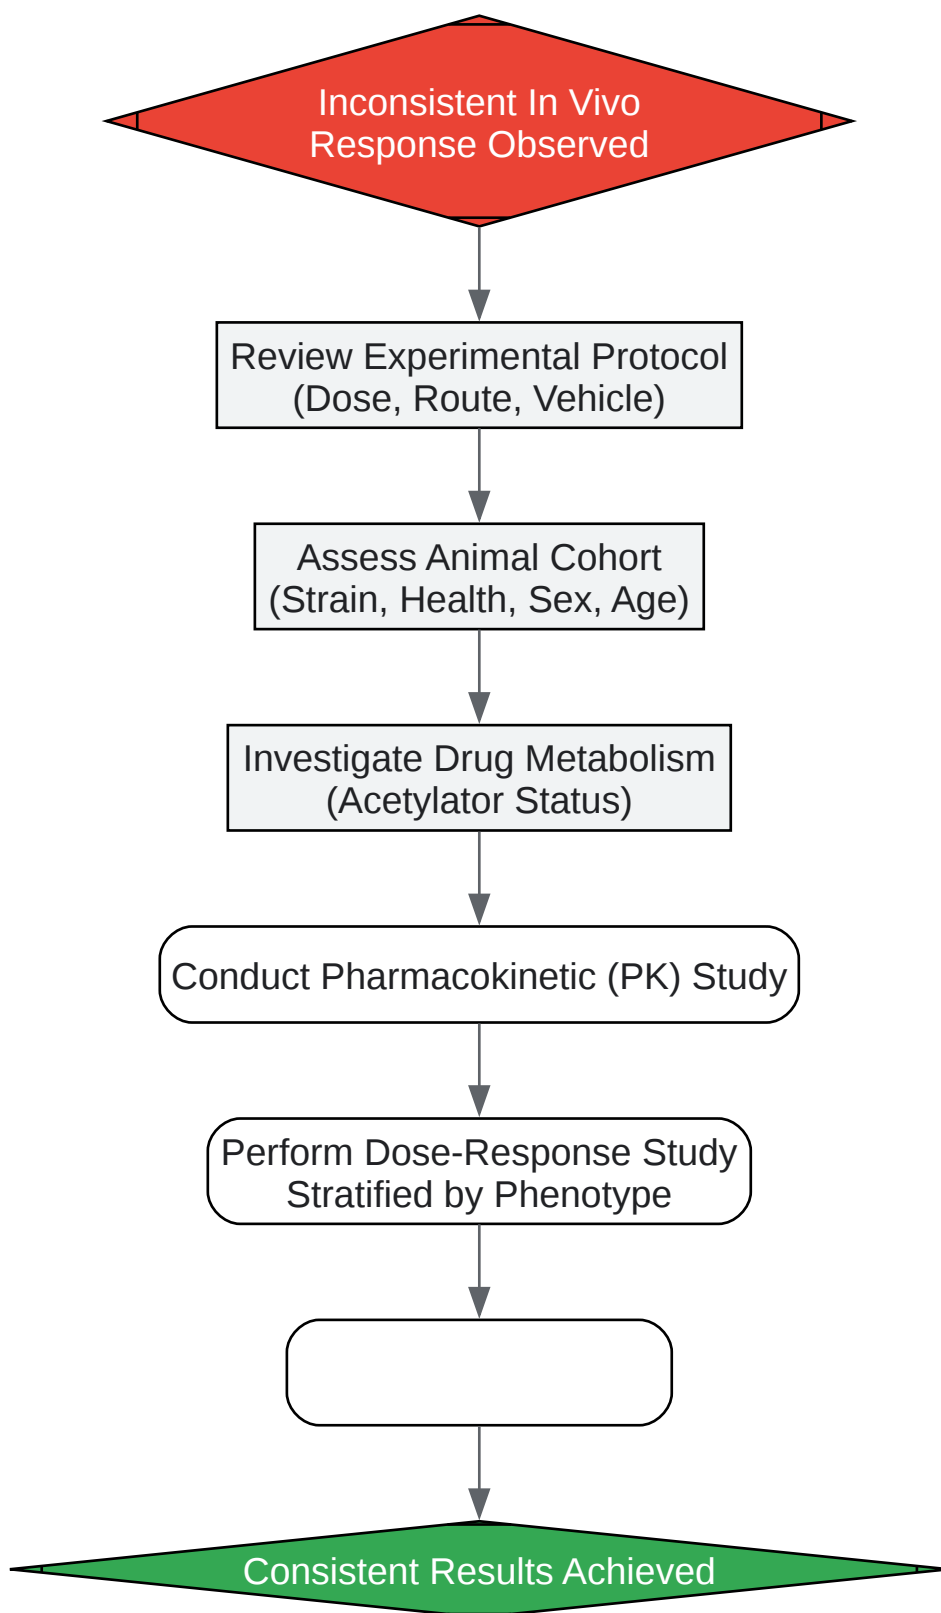 Inconsistent In Vivo
Response Observed
Review Experimental Protocol
(Dose, Route, Vehicle)
Assess Animal Cohort
(Strain, Health, Sex, Age)
Investigate Drug Metabolism
(Acetylator Status)
Conduct Pharmacokinetic (PK) Study
Perform Dose-Response Study
Stratified by Phenotype
Consistent Results Achieved